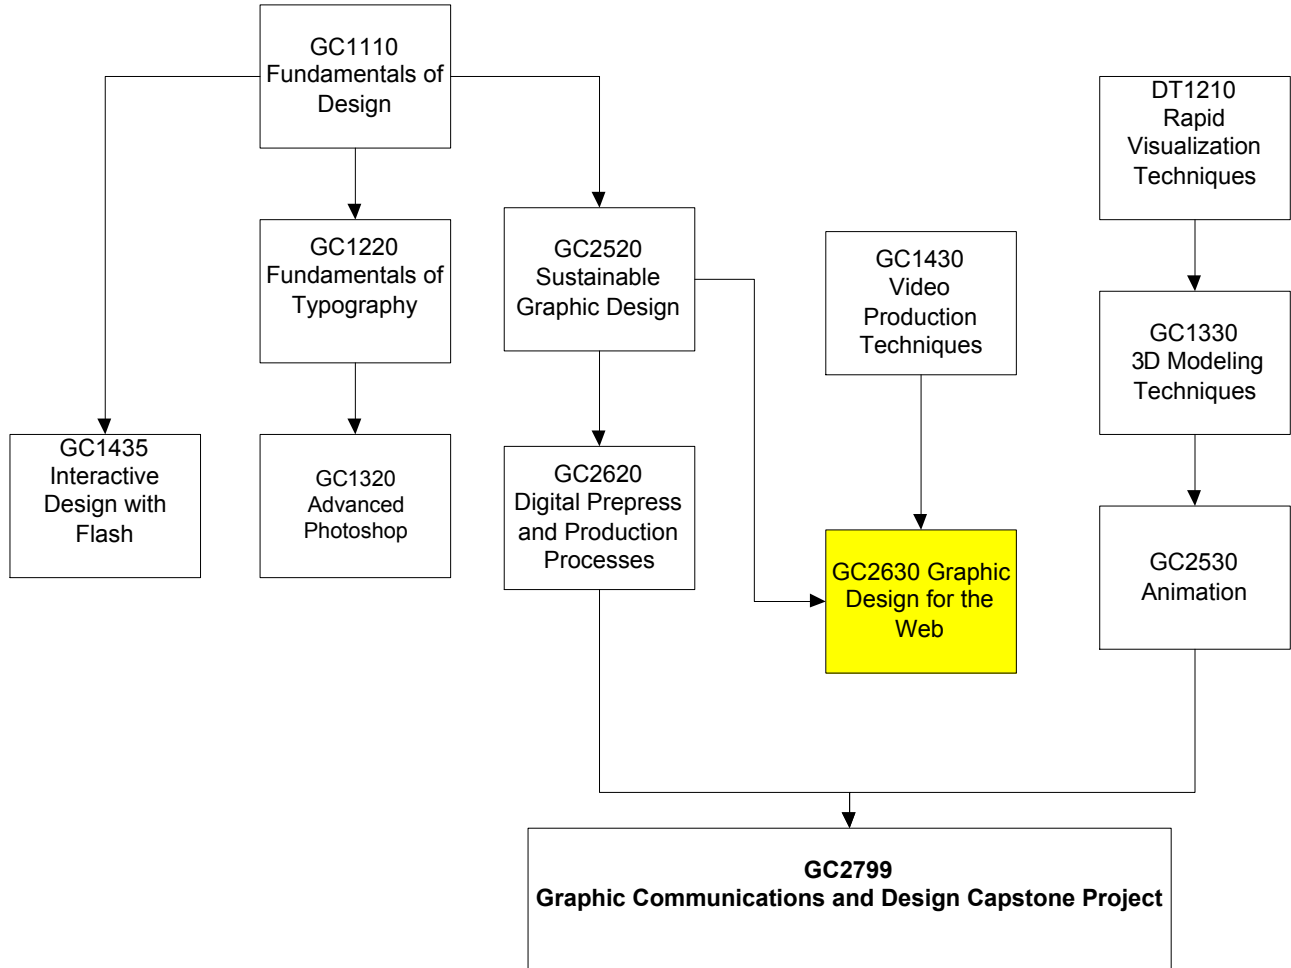 GC1110
Fundamentals of
Design
DT1210
Rapid
Visualization
Techniques
GC1220
Fundamentals of
Typography
GC2520
Sustainable
Graphic Design
GC1430
Video
Production
Techniques
GC1330
3D Modeling
Techniques
GC1435
Interactive
Design with
Flash
GC1320
Advanced
Photoshop
GC2620
Digital Prepress
and Production
Processes
GC2630 Graphic
Design for the
Web
GC2530
Animation
GC2799
Graphic Communications and Design Capstone Project